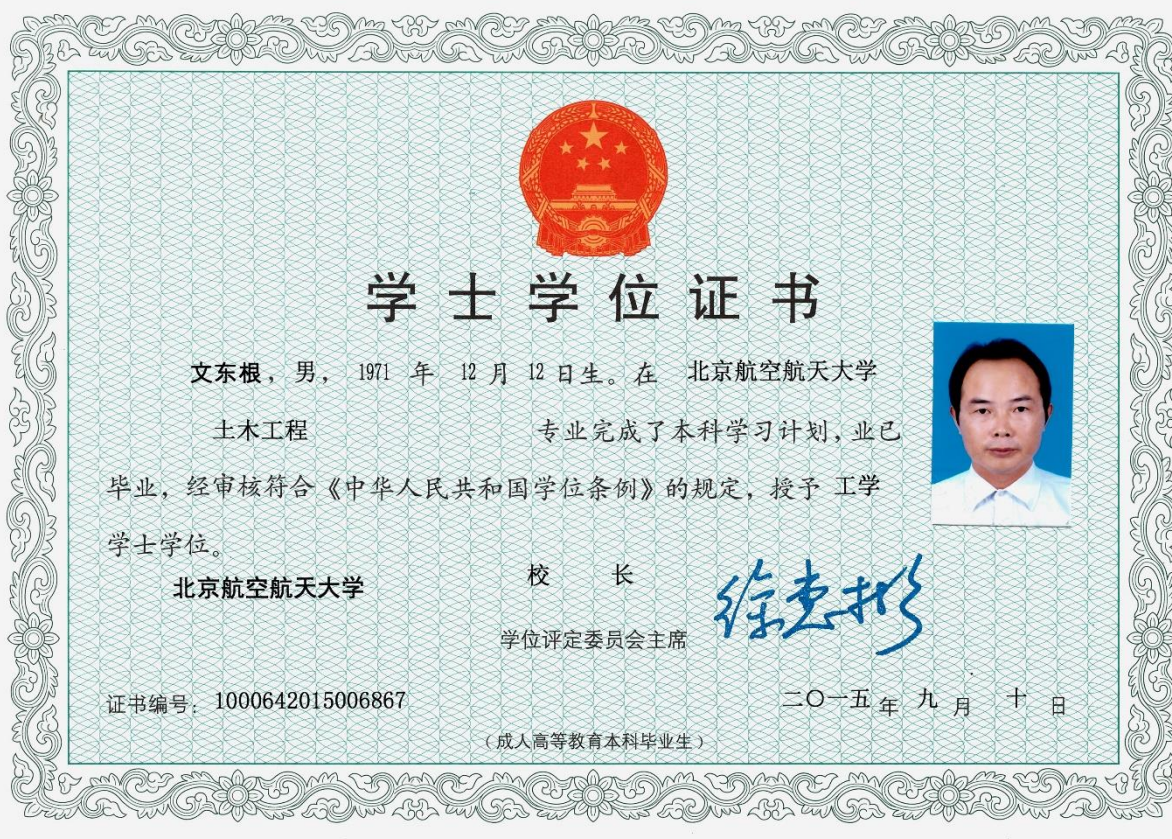 学士学位证书
文东根，男， 1971 年 12 月 12 日生。在 北京航空航天大学
土木工程 专业完成了本科学习计划，业已
毕业，经审核符合《中华人民共和国学位条例》的规定，授予 工学
学士学位。
北京航空航天大学
校 长 徐惠彬
学位评定委员会主席
证书编号：1000642015006867
二〇一五 年 九 月 十 日
（成人高等教育本科毕业生）